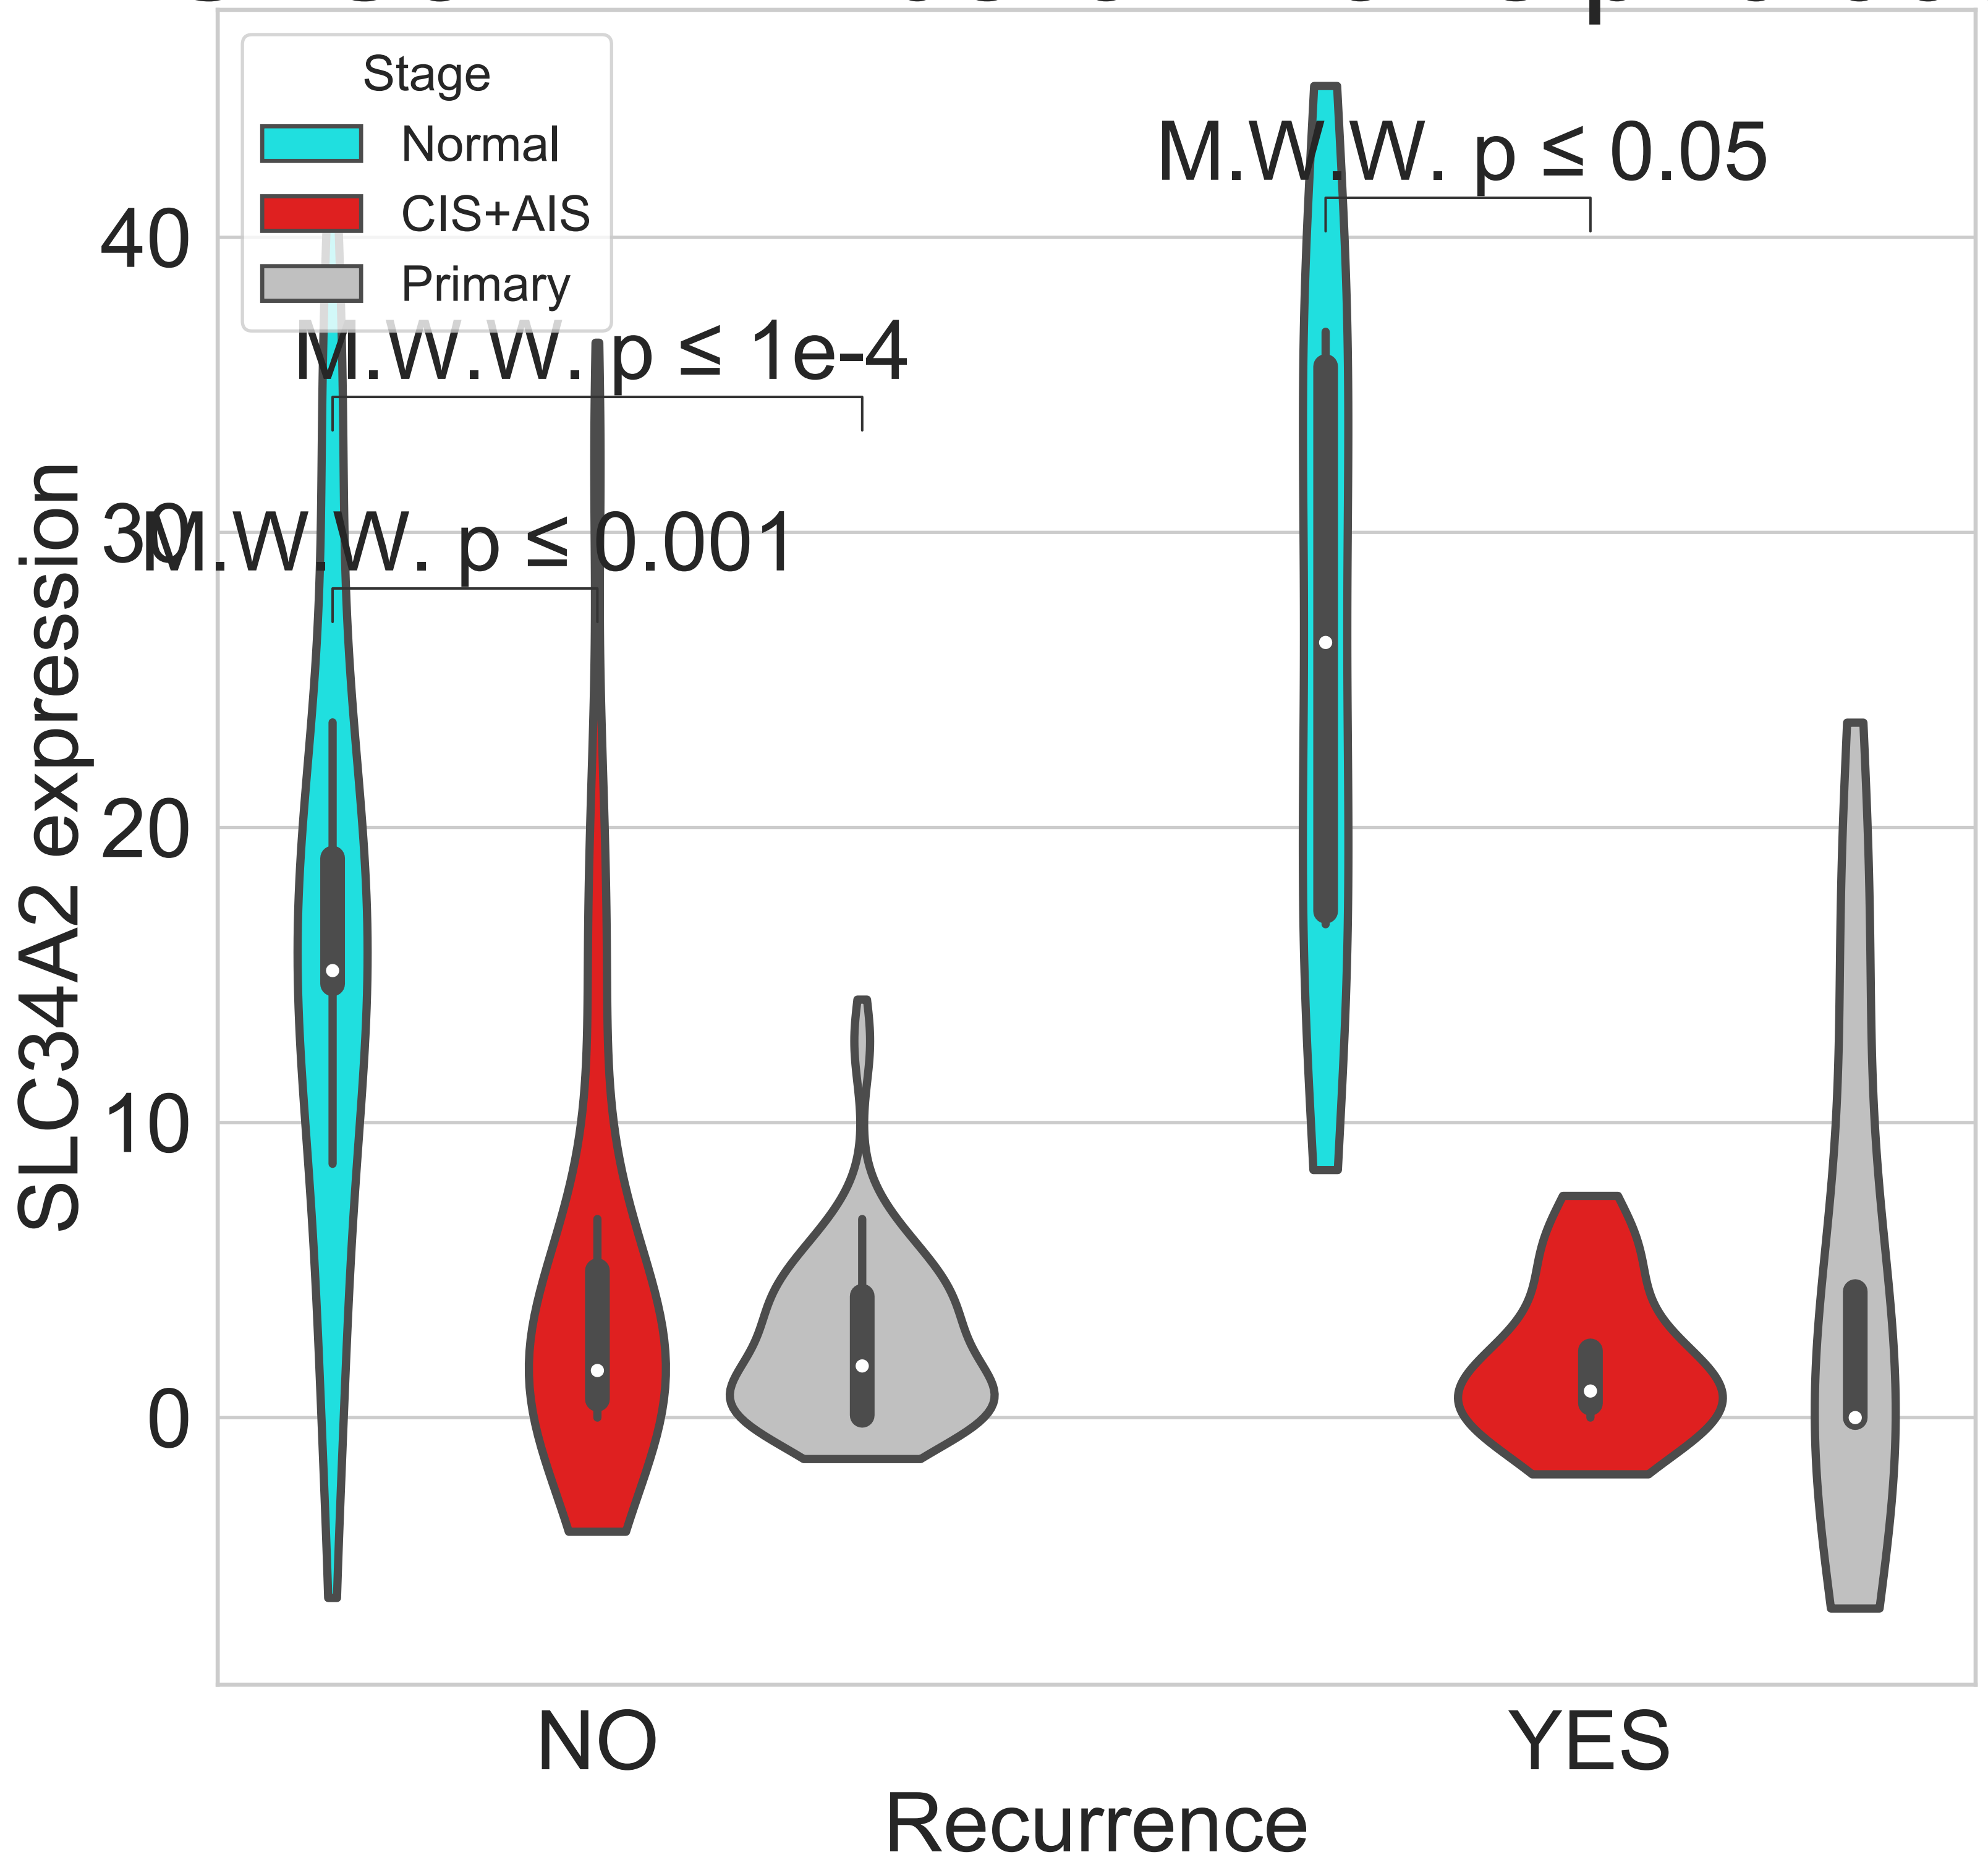 Stage
Normal
CIS+AIS
Primary
M.W.W. p ≤ 0.05
M.W.W. p ≤ 1e-4
M.W.W. p ≤ 0.001
40
30
20
10
0
SLC34A2 expression
NO
YES
Recurrence